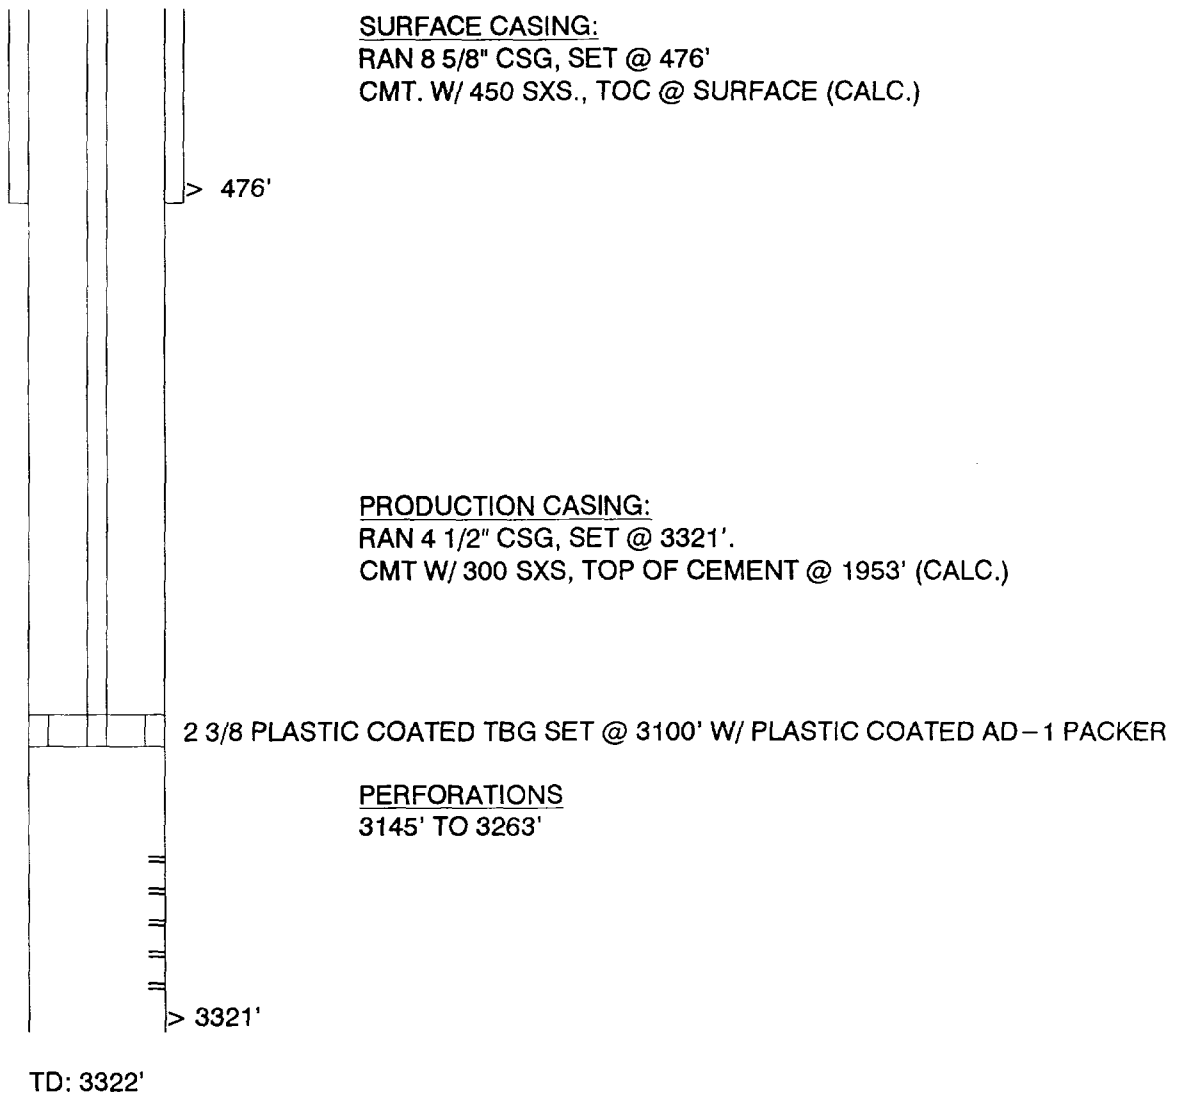 SURFACE CASING:
RAN 8 5/8" CSG, SET @ 476'
CMT. W/ 450 SXS., TOC @ SURFACE (CALC.)
> 476'
PRODUCTION CASING:
RAN 4 1/2" CSG, SET @ 3321'.
CMT W/ 300 SXS, TOP OF CEMENT @ 1953' (CALC.)
2 3/8 PLASTIC COATED TBG SET @ 3100' W/ PLASTIC COATED AD-1 PACKER
PERFORATIONS
3145' TO 3263'
> 3321'
TD: 3322'